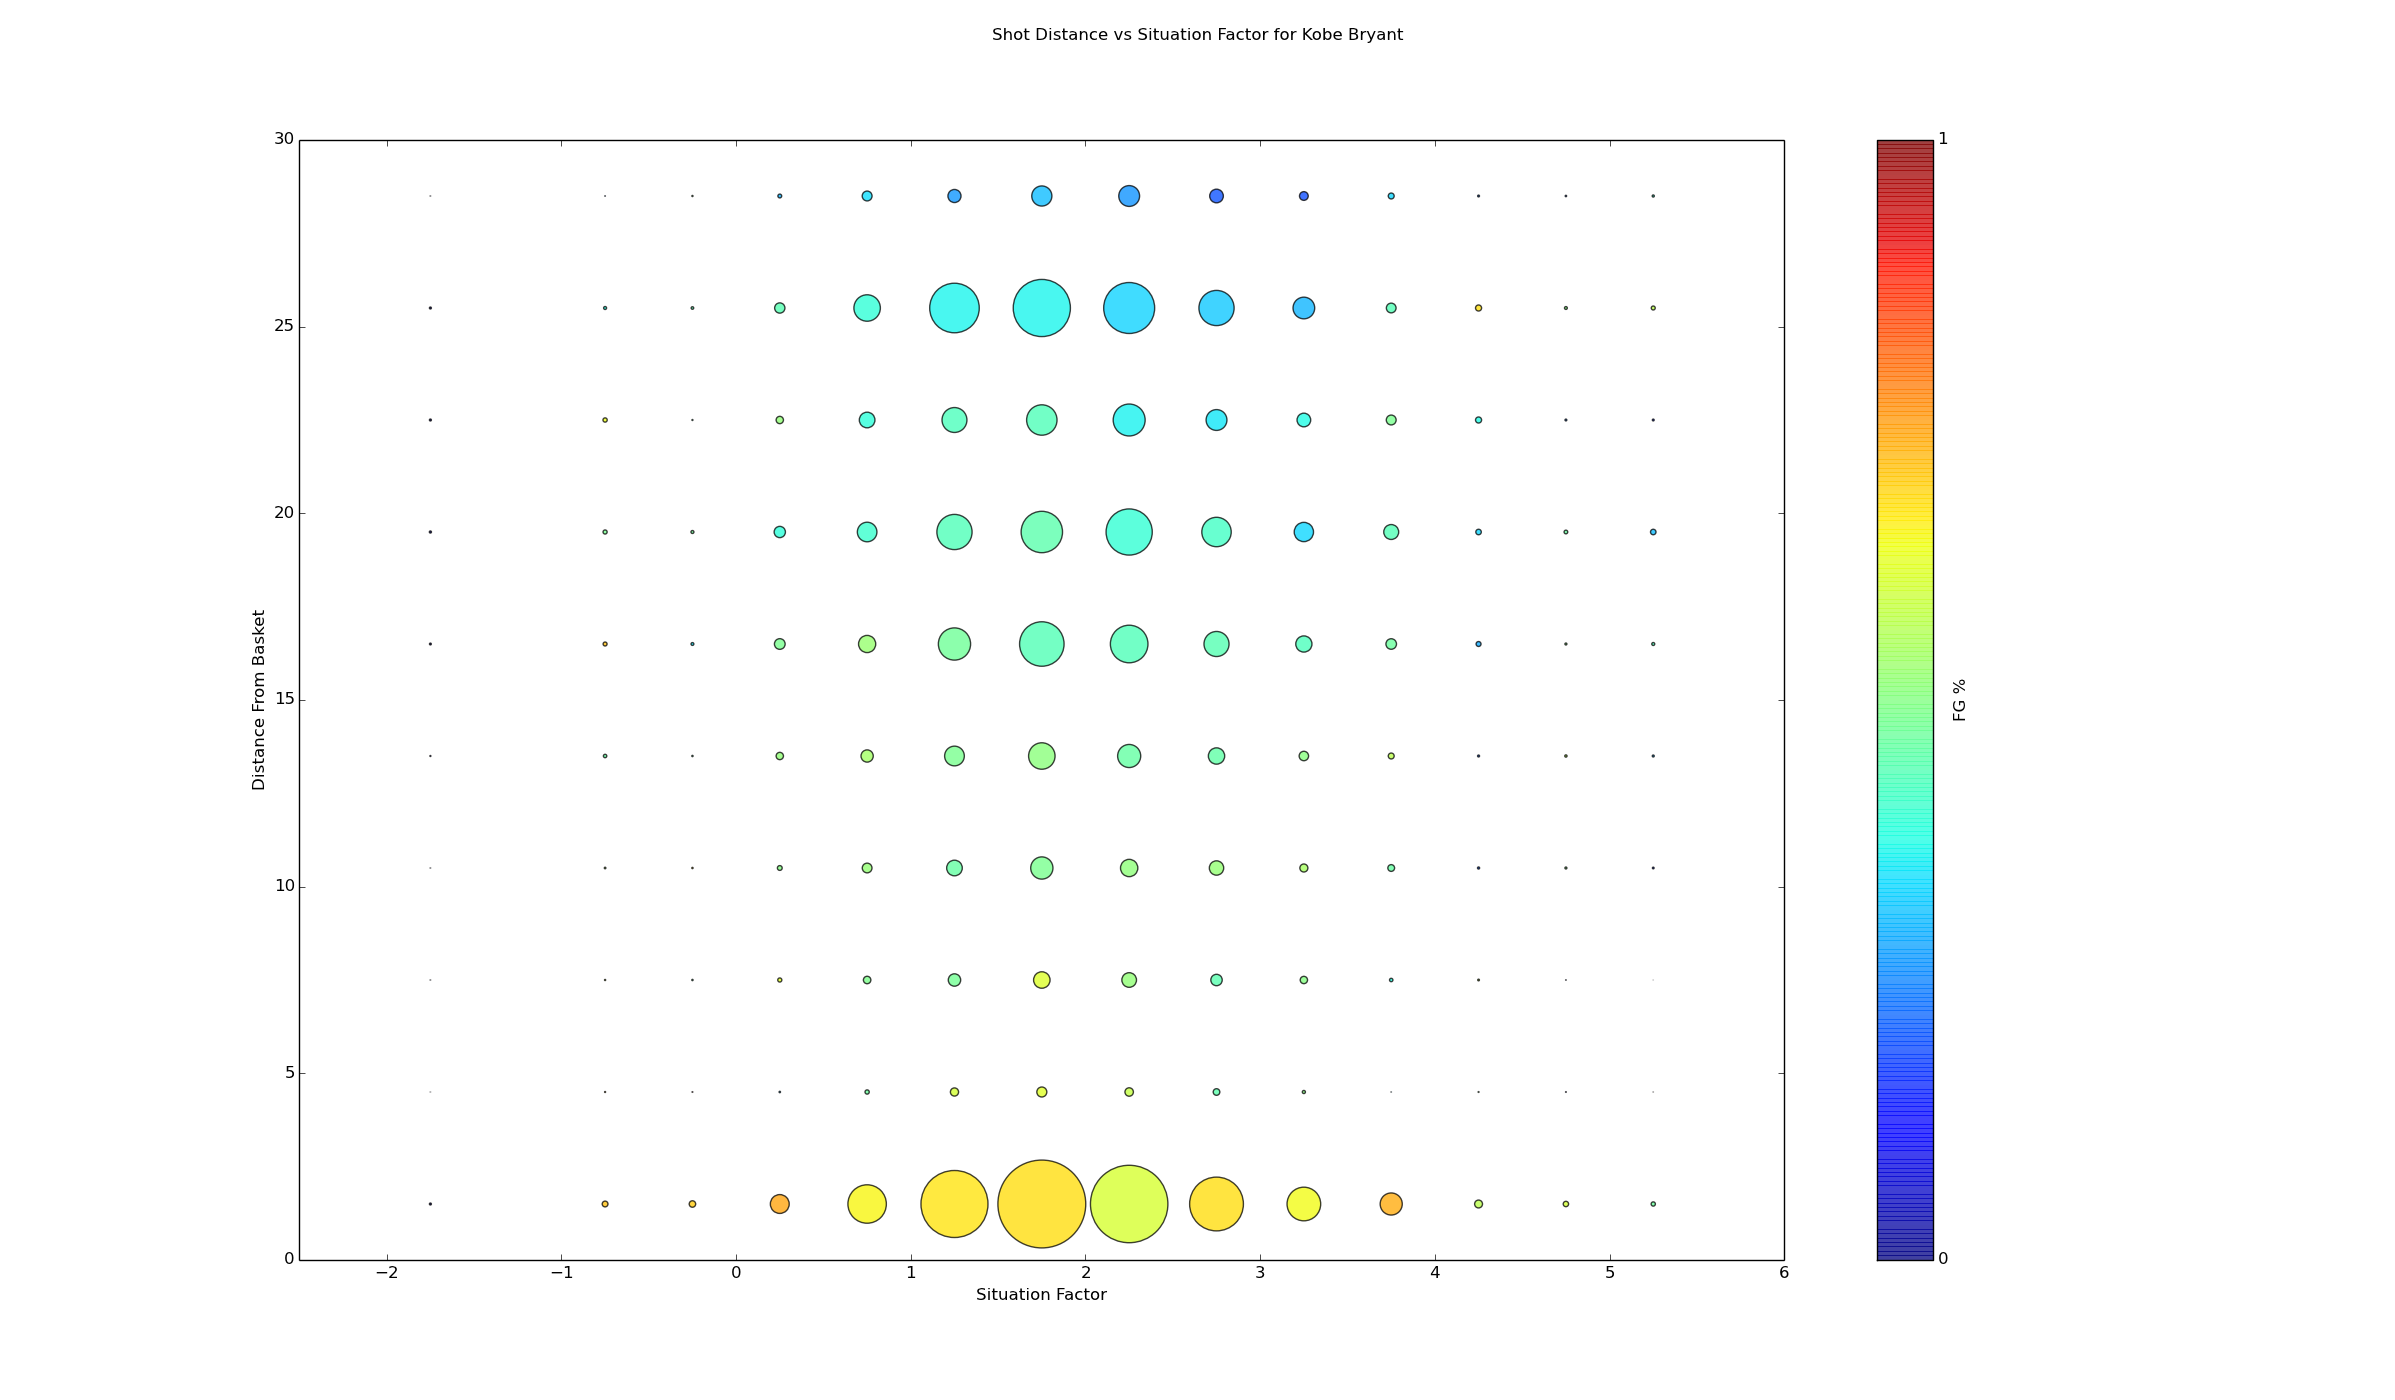 Shot Distance vs Situation Factor for Kobe Bryant
30
25
20
15
10
5
0
Distance From Basket
−2 −1 0 1 2 3 4 5 6
Situation Factor
1
0
FG %